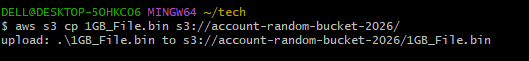 DELL@DESKTOP-5OHKCO6 MINGW64 ~/tech
$ aws s3 cp 1GB_File.bin s3://account-random-bucket-2026/
upload: .\1GB_File.bin to s3://account-random-bucket-2026/1GB_File.bin